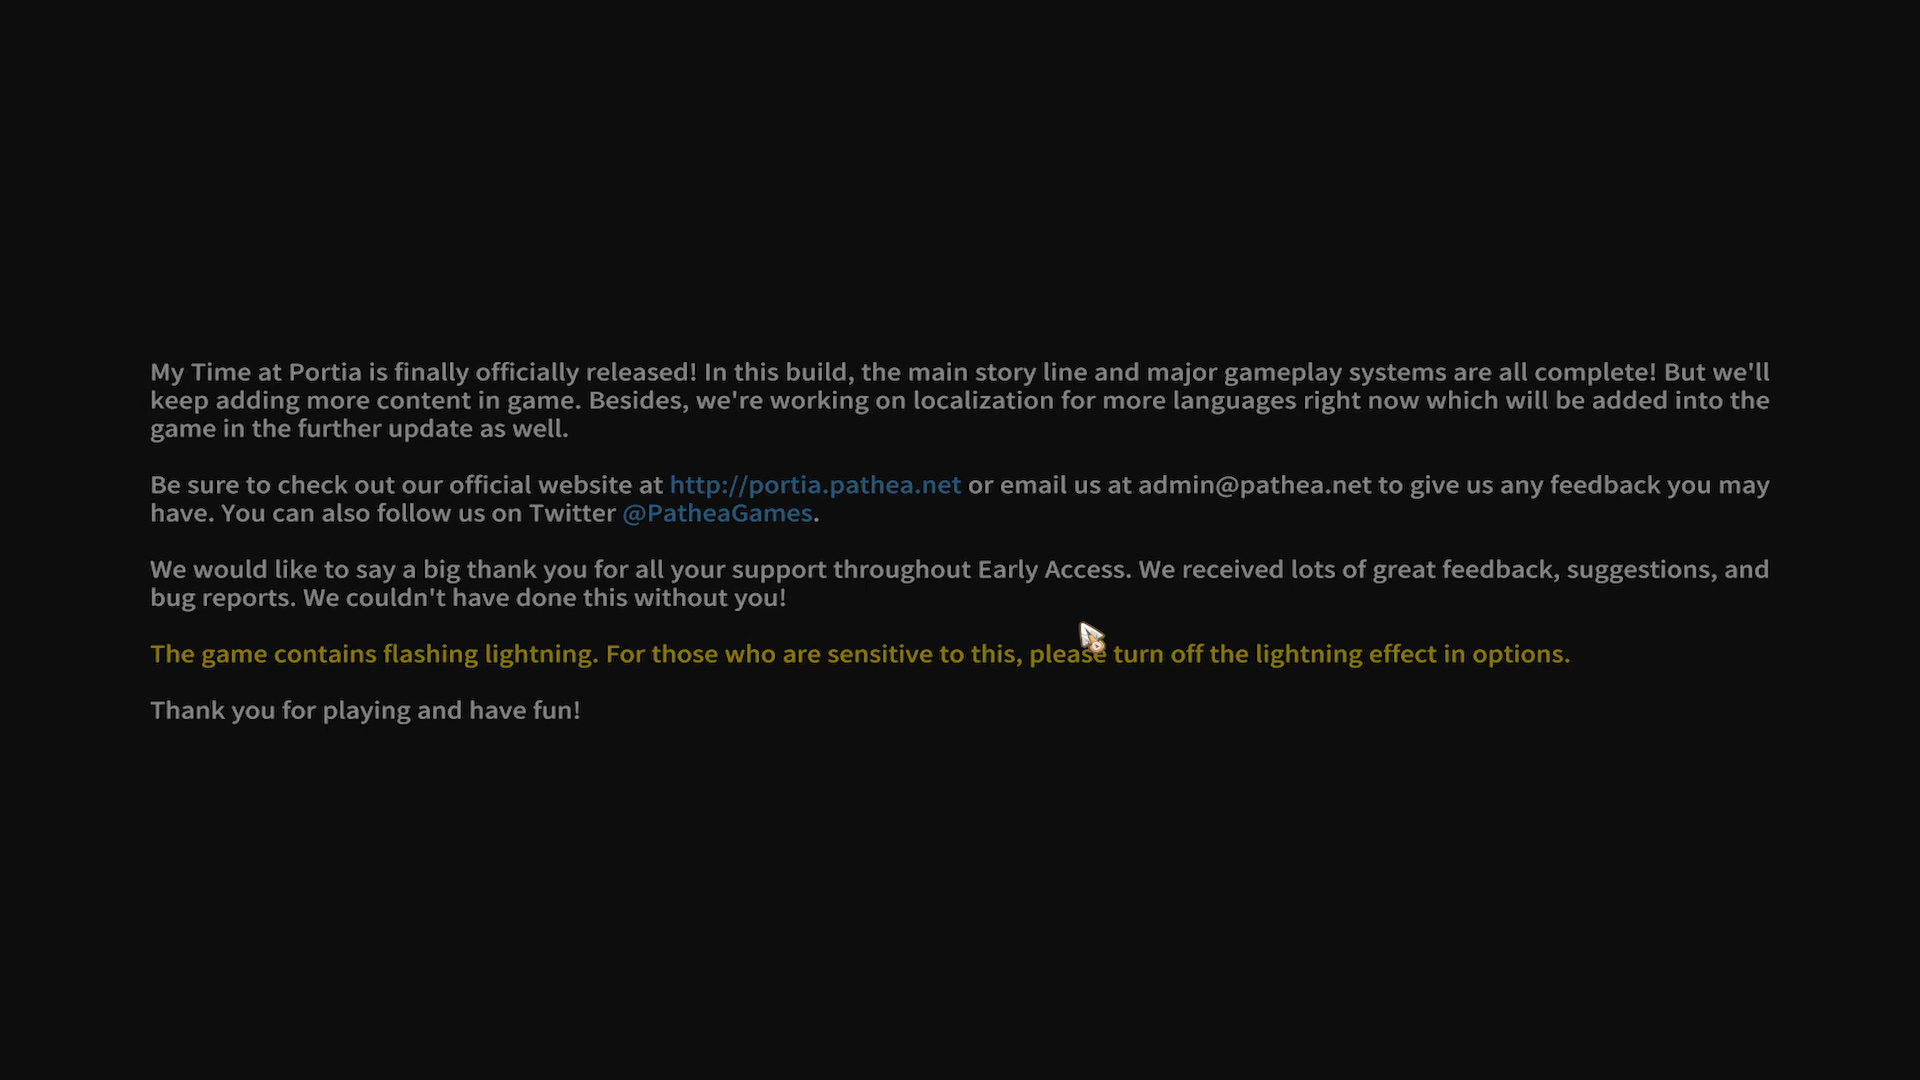 My Time at Portia is finally officially released! In this build, the main story line and major gameplay systems are all complete! But we'll
keep adding more content in game. Besides, we're working on localization for more languages right now which will be added into the
game in the further update as well.
Be sure to check out our official website at http://portia.pathea.net or email us at admin@pathea.net to give us any feedback you may
have. You can also follow us on Twitter @PatheaGames.
We would like to say a big thank you for all your support throughout Early Access. We received lots of great feedback, suggestions, and
bug reports. We couldn't have done this without you!
The game contains flashing lightning. For those who are sensitive to this, please turn off the lightning effect in options.
Thank you for playing and have fun!